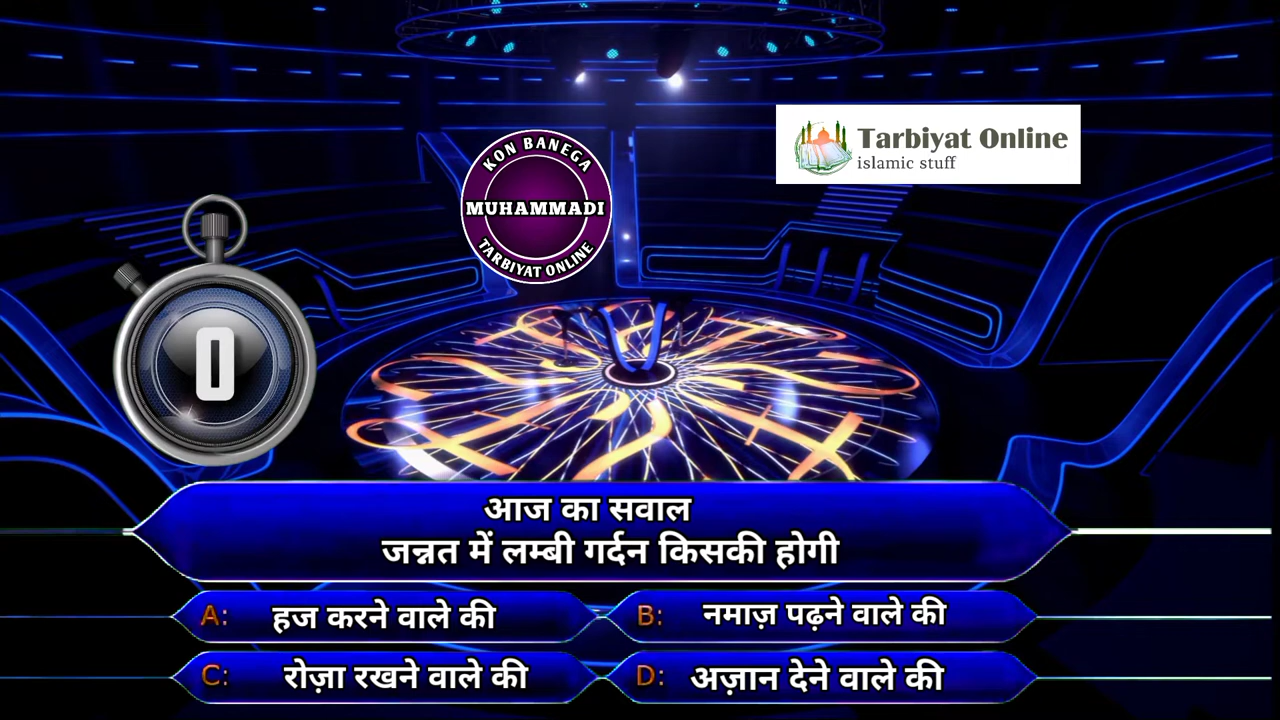 KON BANEGA
MUHAMMADI
TARBIYAT ONLINE
Tarbiyat Online
islamic stuff
0
आज का सवाल
जन्नत में लम्बी गर्दन किसकी होगी
A: हज करने वाले की
B: नमाज़ पढ़ने वाले की
C: रोज़ा रखने वाले की
D: अज़ान देने वाले की